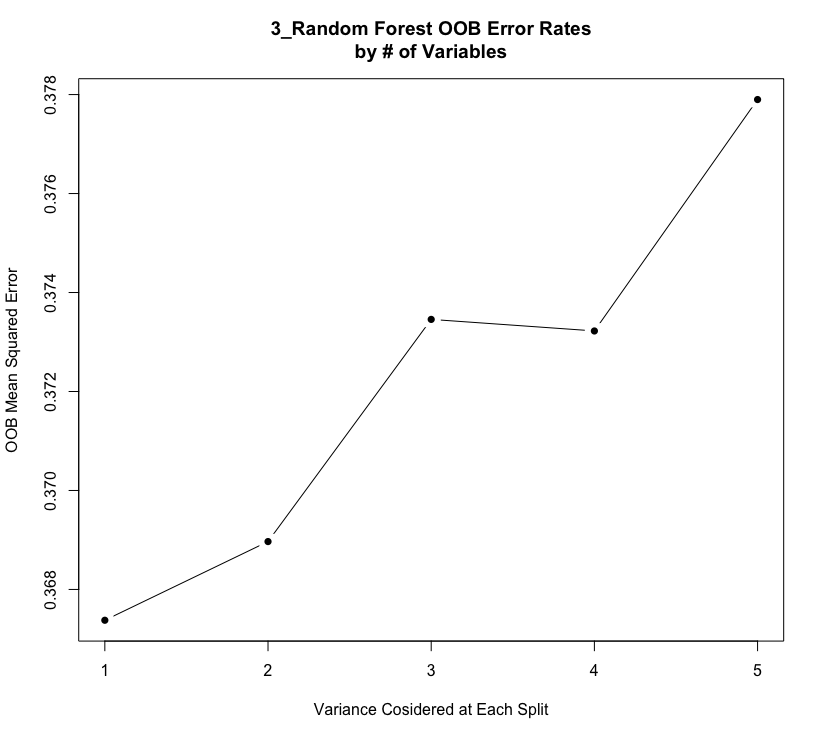 3_Random Forest OOB Error Rates
by # of Variables
OOB Mean Squared Error
0.378
0.376
0.374
0.372
0.370
0.368
1 2 3 4 5
Variance Cosidered at Each Split